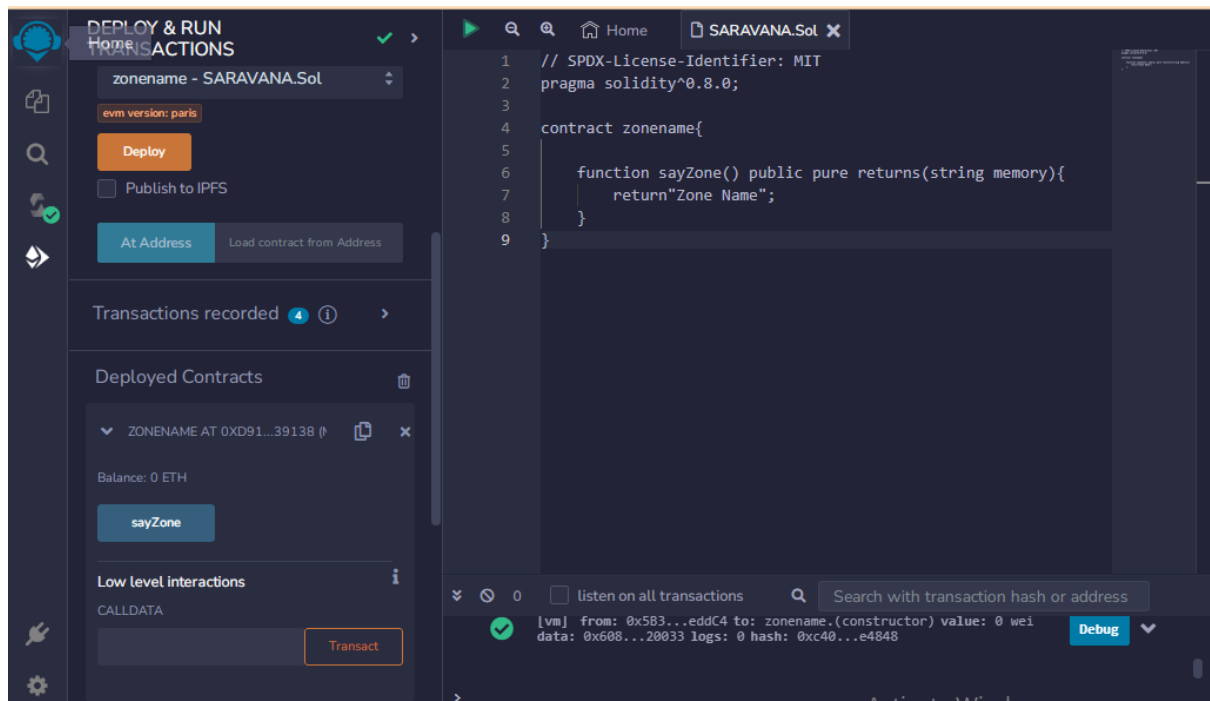 DEPLOY & RUN
TRANSACTIONS
Home
zonename - SARAVANA.Sol
evm version: paris
Deploy
Publish to IPFS
At Address
Load contract from Address
Transactions recorded 4 i
Deployed Contracts
ZONENAME AT 0XD91...39138 (M
Balance: 0 ETH
sayZone
Low level interactions
CALLDATA
Transact
Home
SARAVANA.Sol
1 // SPDX-License-Identifier: MIT
2 pragma solidity^0.8.0;
3
4 contract zonename{
5
6 function sayZone() public pure returns(string memory){
7 return"Zone Name";
8 }
9 }
0
listen on all transactions
Search with transaction hash or address
[vm] from: 0x5B3...eddC4 to: zonename.(constructor) value: 0 wei
data: 0x608...20033 logs: 0 hash: 0xc40...e4848
Debug
>